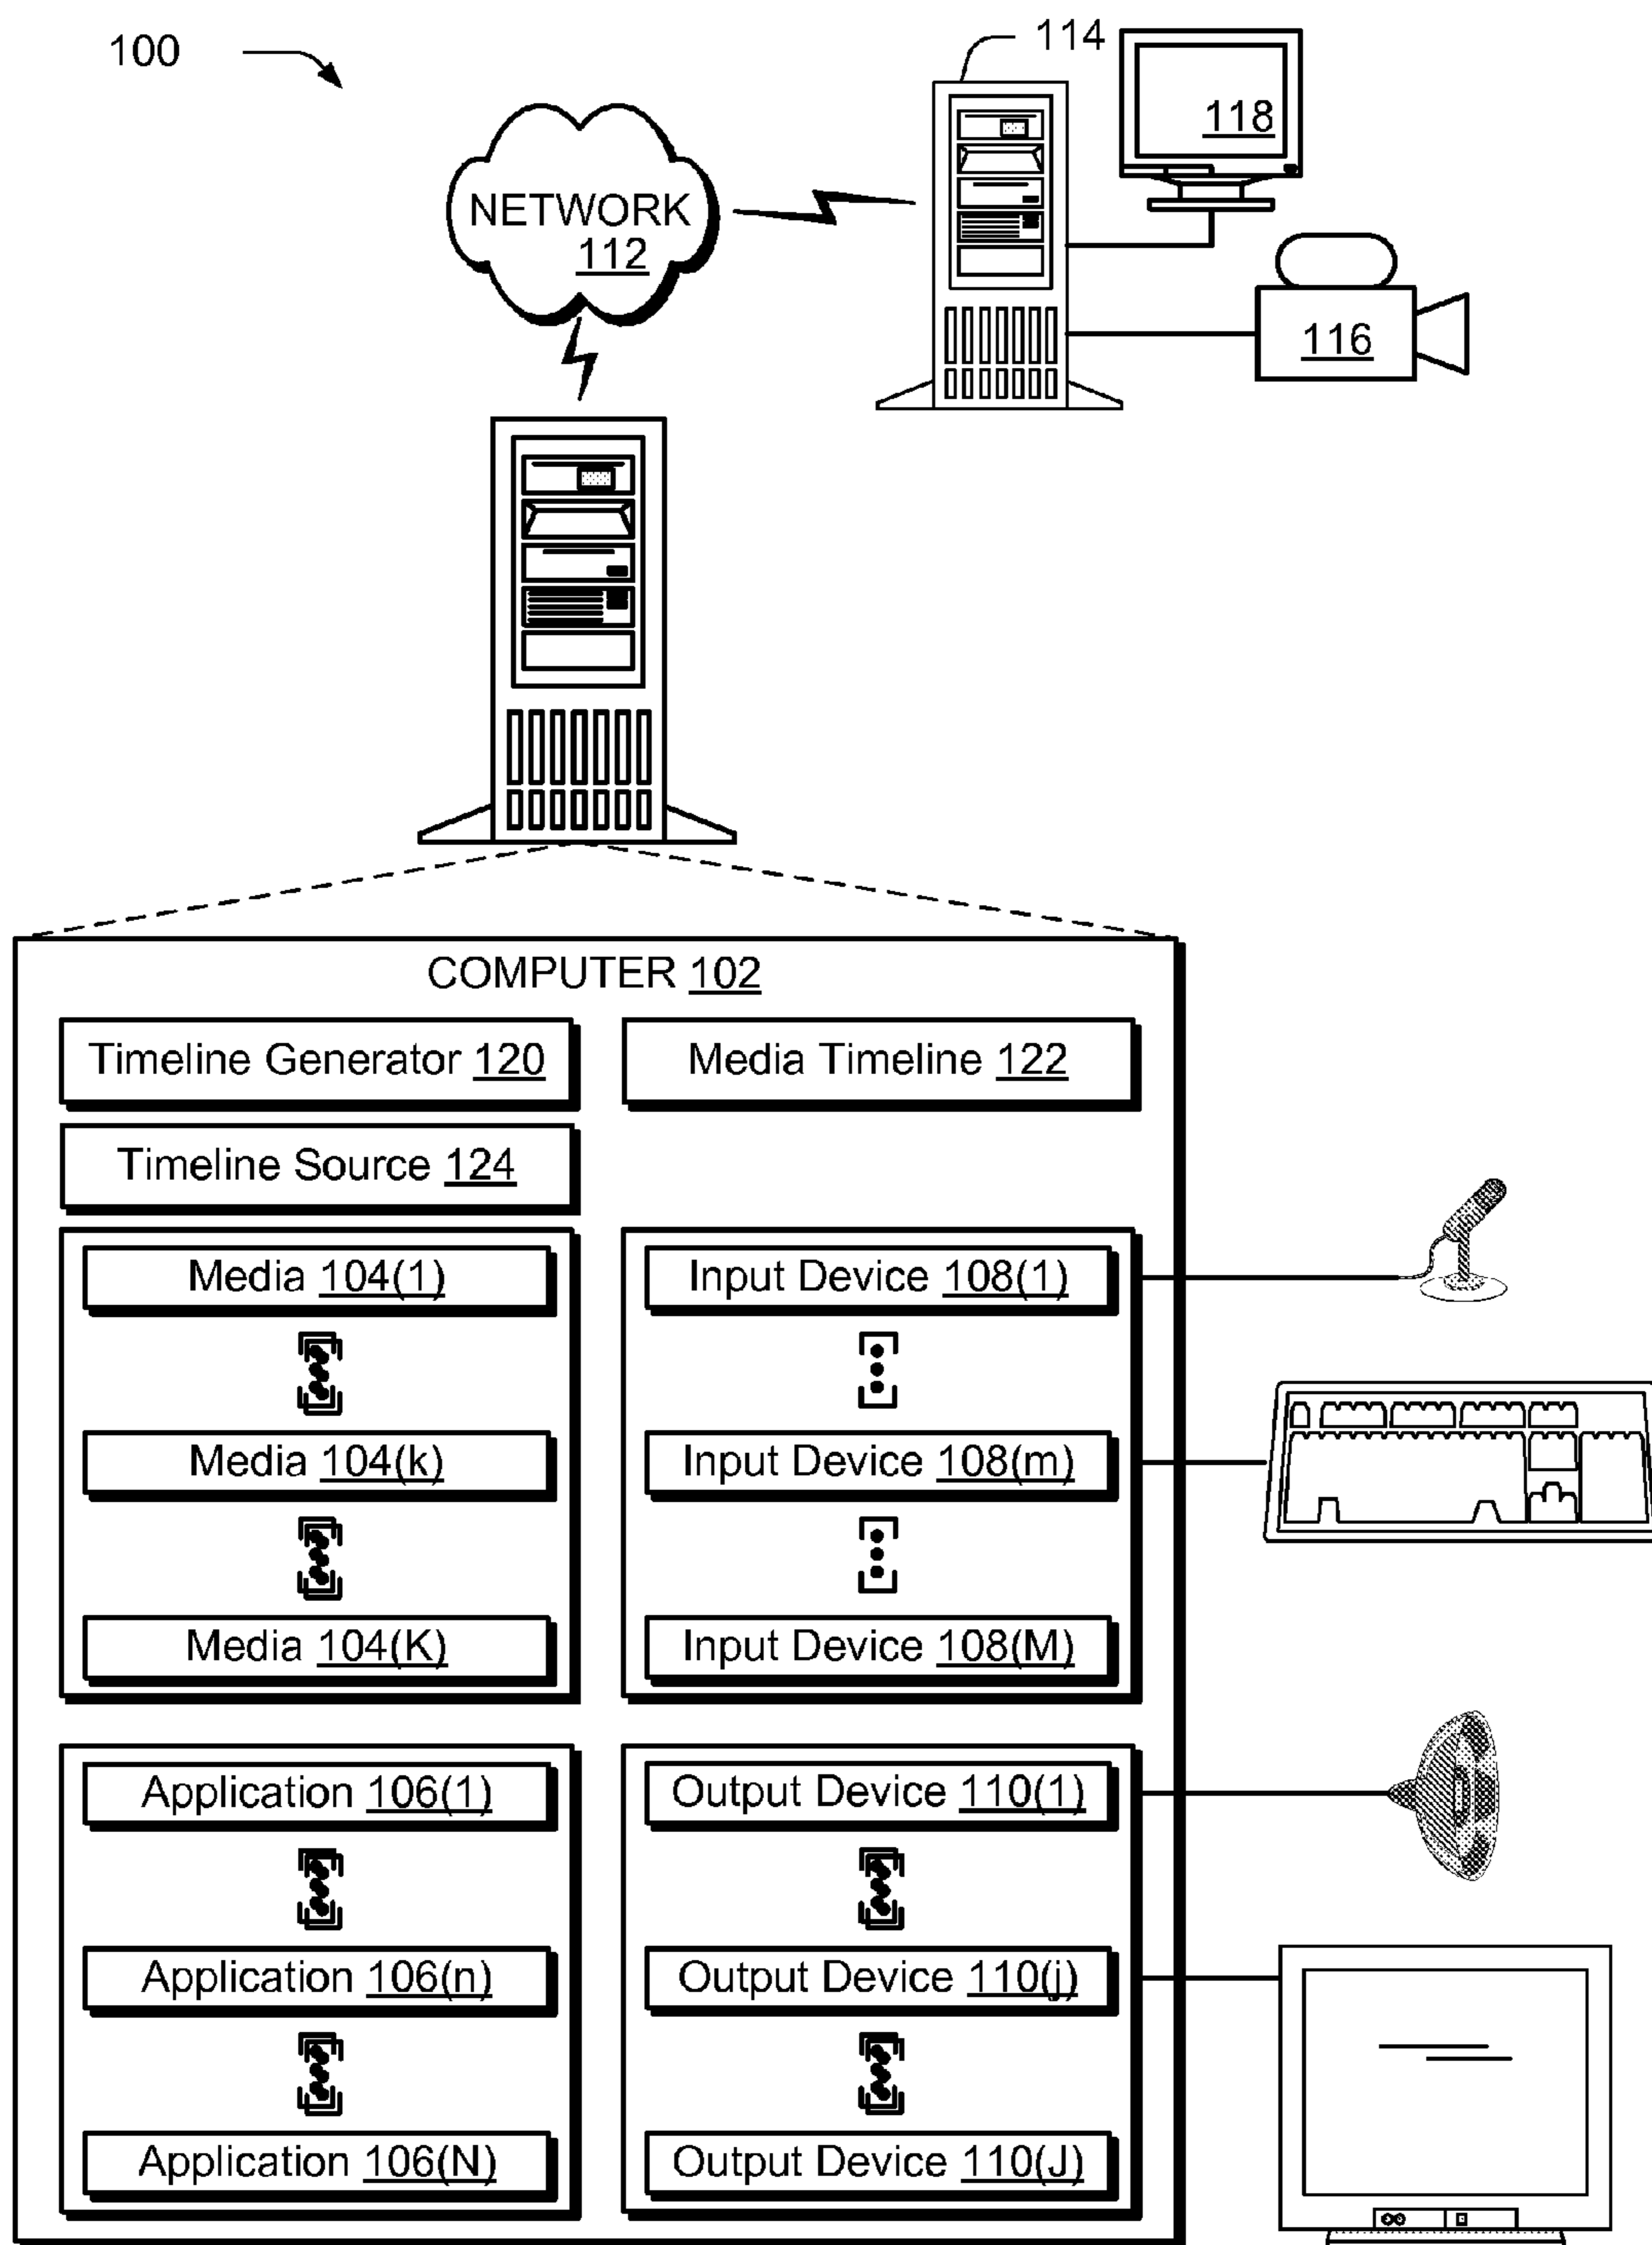 100
114
118
NETWORK
112
116
COMPUTER 102
Timeline Generator 120
Media Timeline 122
Timeline Source 124
Media 104(1)
Input Device 108(1)
Media 104(k)
Input Device 108(m)
Media 104(K)
Input Device 108(M)
Application 106(1)
Output Device 110(1)
Application 106(n)
Output Device 110(j)
Application 106(N)
Output Device 110(J)